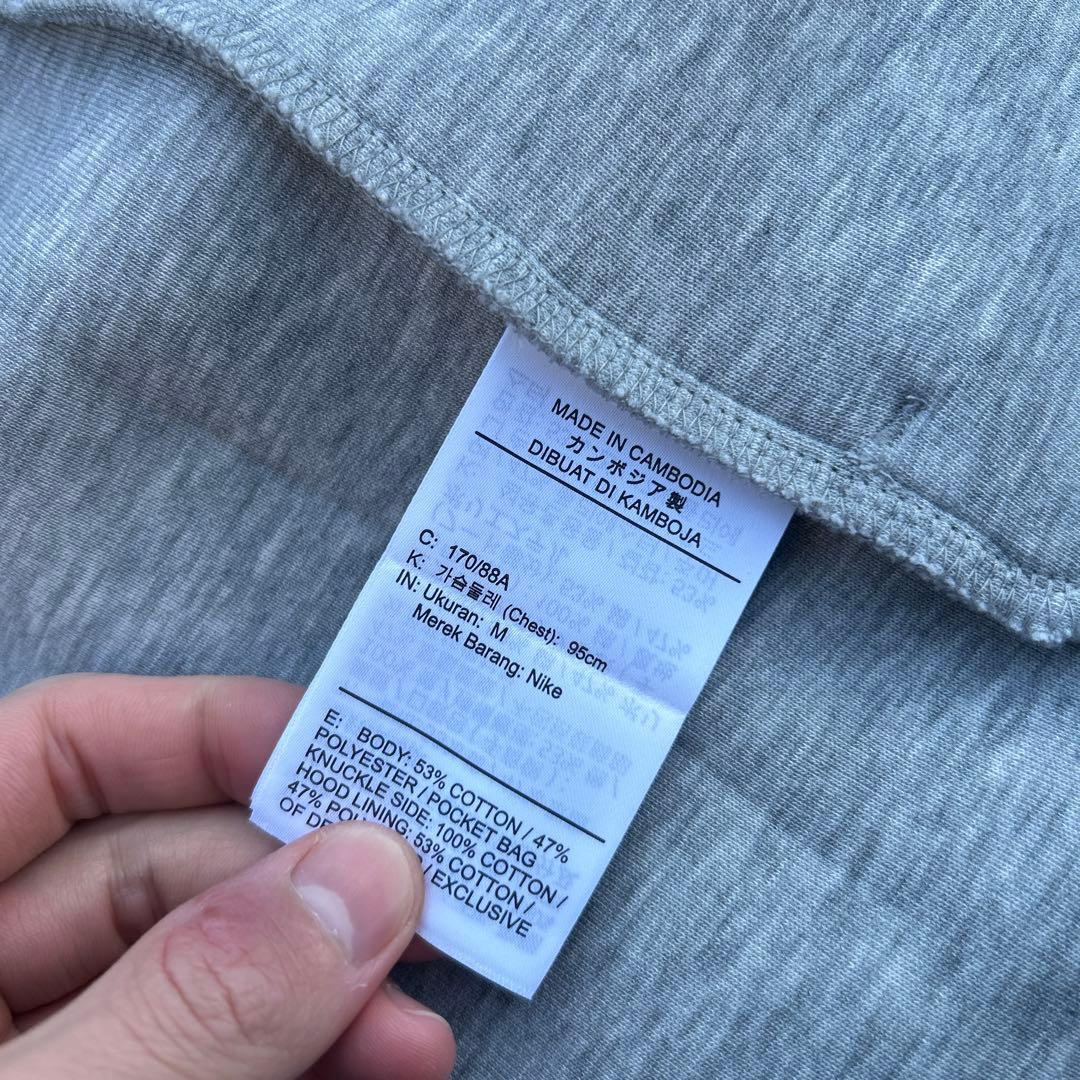 MADE IN CAMBODIA
カンボジア製
DIBUAT DI KAMBOJA
C: 170/88A
K: 가슴둘레 (Chest): 95cm
IN: Ukuran: M
Merek Barang: Nike
E: BODY: 53% COTTON / 47%
POLYESTER / POCKET BAG
KNUCKLE SIDE: 100% COTTON /
HOOD LINING: 53% COTTON /
47% / EXCLUSIVE
OF